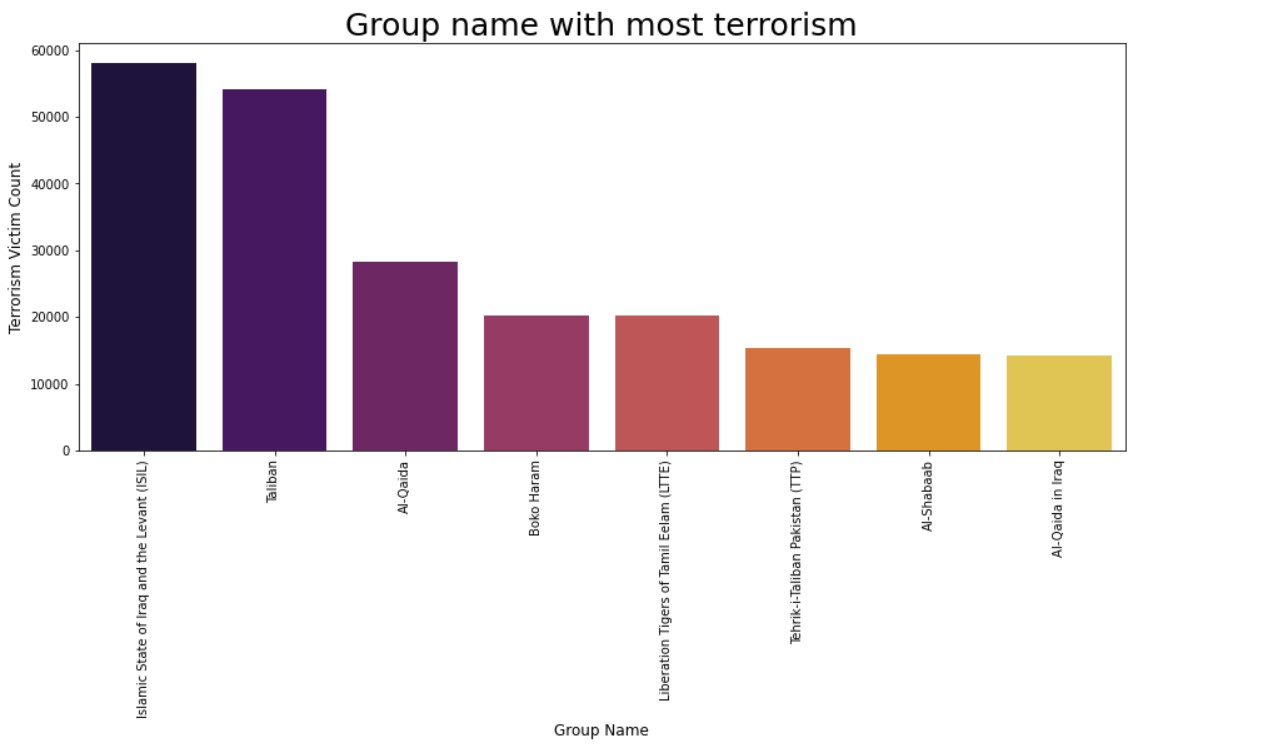 Group name with most terrorism
Terrorism Victim Count
60000
50000
40000
30000
20000
10000
0
Islamic State of Iraq and the Levant (ISIL)
Taliban
Al-Qaida
Boko Haram
Liberation Tigers of Tamil Eelam (LTTE)
Tehrik-i-Taliban Pakistan (TTP)
Al-Shabaab
Al-Qaida in Iraq
Group Name